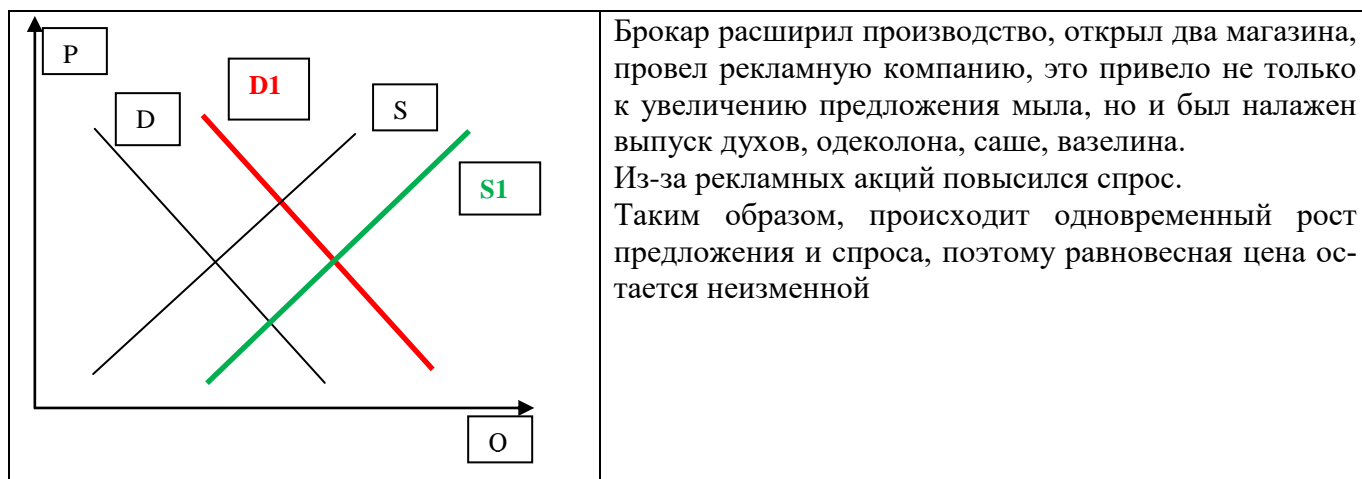 P
D1
D
S
S1
O
Брокар расширил производство, открыл два магазина,
провел рекламную компанию, это привело не только
к увеличению предложения мыла, но и был налажен
выпуск духов, одеколона, саше, вазелина.
Из-за рекламных акций повысился спрос.
Таким образом, происходит одновременный рост
предложения и спроса, поэтому равновесная цена ос-
тается неизменной